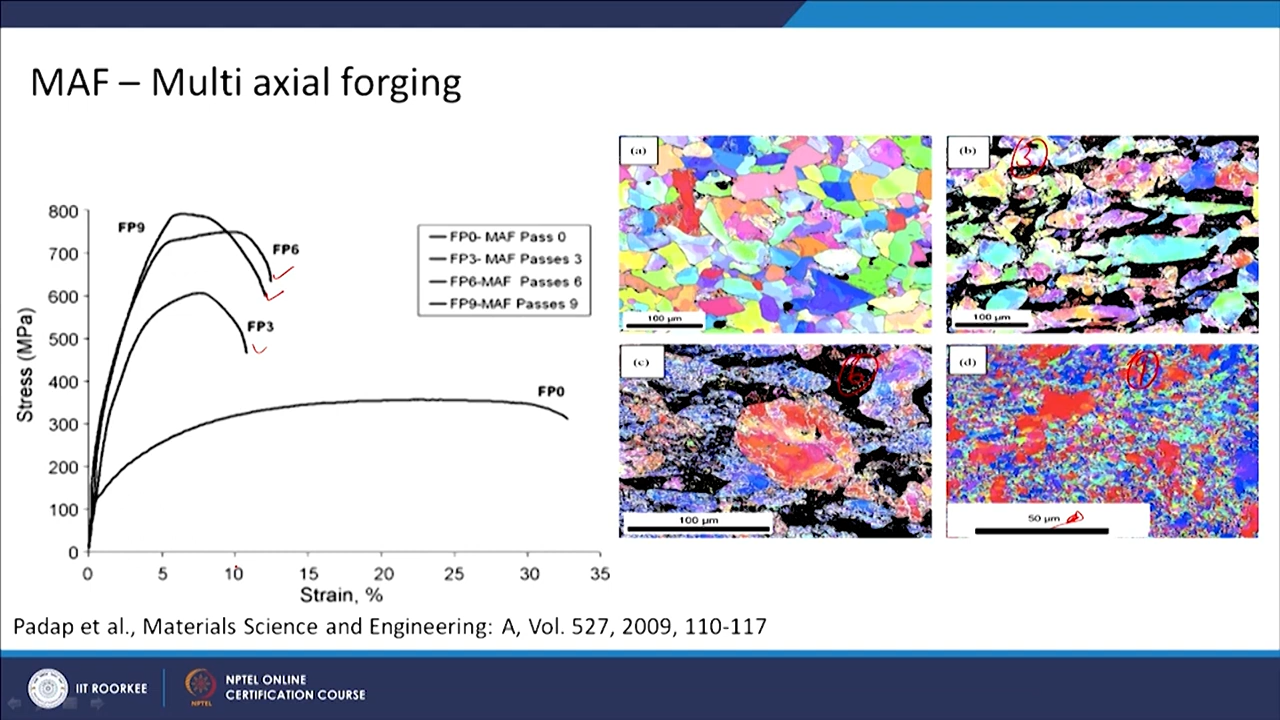 MAF – Multi axial forging
800
700
600
500
400
300
200
100
0
Stress (MPa)
0 5 10 15 20 25 30 35
Strain, %
FP9
FP6
FP3
FP0
FP0- MAF Pass 0
FP3- MAF Passes 3
FP6-MAF Passes 6
FP9-MAF Passes 9
(a)
100 µm
(b)
3
100 µm
(c)
6
100 µm
(d)
50 µm
Padap et al., Materials Science and Engineering: A, Vol. 527, 2009, 110-117
IIT ROORKEE
NPTEL
NPTEL ONLINE
CERTIFICATION COURSE